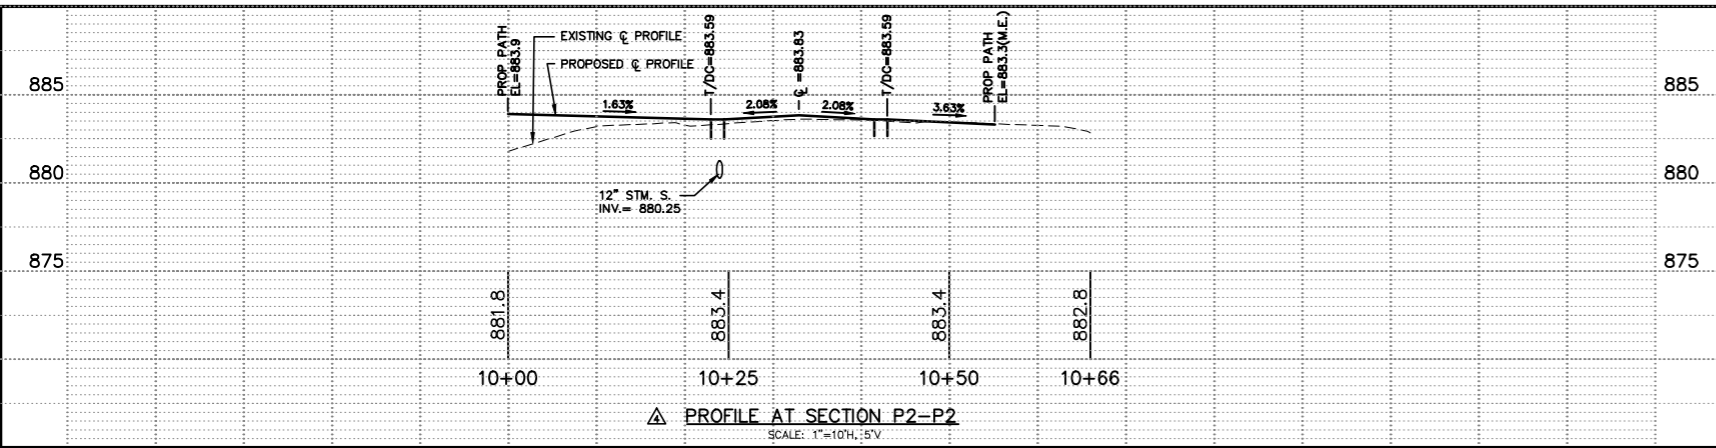 PROP PATH
EL=883.9
EXISTING ℄ PROFILE
PROPOSED ℄ PROFILE
T/DC=883.59
℄ =883.83
T/DC=883.59
PROP PATH
EL=883.3(M.E.)
885
885
1.63%
2.08%
2.08%
3.63%
880
880
12" STM. S.
INV.= 880.25
875
875
881.8
883.4
883.4
882.8
10+00
10+25
10+50
10+66
4
PROFILE AT SECTION P2-P2
SCALE: 1"=10'H, 5'V